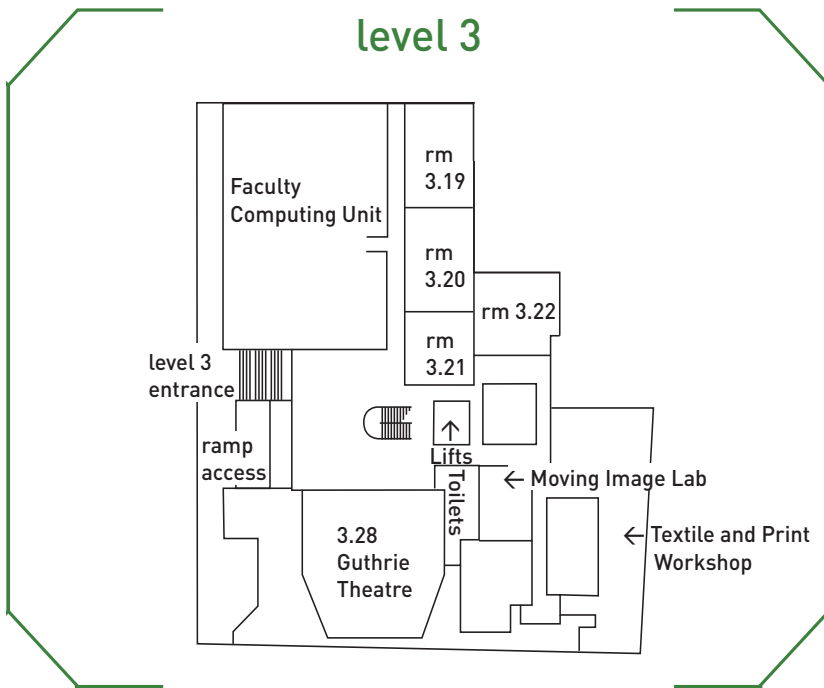 level 3
rm
3.19
Faculty
Computing Unit
rm
3.20
rm 3.22
rm
3.21
level 3
entrance
ramp
access
Lifts
Toilets
Moving Image Lab
3.28
Guthrie
Theatre
Textile and Print
Workshop